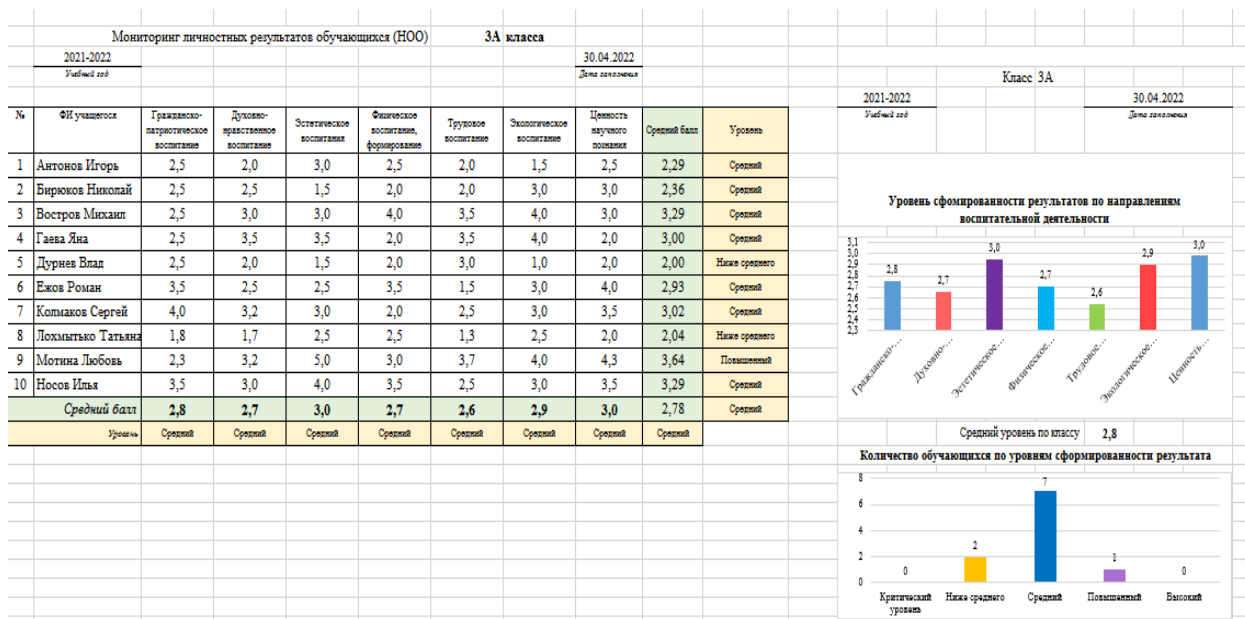 Мониторинг личностных результатов обучающихся (НОО) 3А класса
2021-2022 30.04.2022
Учебный год Дата заполнения
№ ФИ учащегося Гражданско-патриотическое воспитание Духовно-нравственное воспитание Эстетическое воспитания Физическое воспитание, формирование Трудовое воспитание Экологическое воспитание Ценность научного познания Средний балл Уровень
1 Антонов Игорь 2,5 2,0 3,0 2,5 2,0 1,5 2,5 2,29 Средний
2 Бирюков Николай 2,5 2,5 1,5 2,0 2,0 3,0 3,0 2,36 Средний
3 Востров Михаил 2,5 3,0 3,0 4,0 3,5 4,0 3,0 3,29 Средний
4 Гаева Яна 2,5 3,5 3,5 2,0 3,5 4,0 2,0 3,00 Средний
5 Дурнев Влад 2,5 2,0 1,5 2,0 3,0 1,0 2,0 2,00 Ниже среднего
6 Ежов Роман 3,5 2,5 2,5 3,5 1,5 3,0 4,0 2,93 Средний
7 Колмаков Сергей 4,0 3,2 3,0 2,0 2,5 3,0 3,5 3,02 Средний
8 Лохмытько Татьяна 1,8 1,7 2,5 2,5 1,3 2,5 2,0 2,04 Ниже среднего
9 Мотина Любовь 2,3 3,2 5,0 3,0 3,7 4,0 4,3 3,64 Повышенный
10 Носов Илья 3,5 3,0 4,0 3,5 2,5 3,0 3,5 3,29 Средний
Средний балл 2,8 2,7 3,0 2,7 2,6 2,9 3,0 2,78 Средний
Уровень Средний Средний Средний Средний Средний Средний Средний Средний
Класс 3А
2021-2022 30.04.2022
Учебный год Дата заполнения
Уровень сфомированности результатов по направлениям
воспитательной деятельности
3,1
3,0
2,9
2,8
2,7
2,6
2,5
2,4
2,3
2,8 2,7 3,0 2,7 2,6 2,9 3,0
Гражданско-... Духовно-... Эстетическое... Физическое... Трудовое... Экологическое... Ценность...
Средний уровень по классу 2,8
Количество обучающихся по уровням сформированности результата
8
6
4
2
0
0 2 7 1 0
Критический уровень Ниже среднего Средний Повышенный Высокий